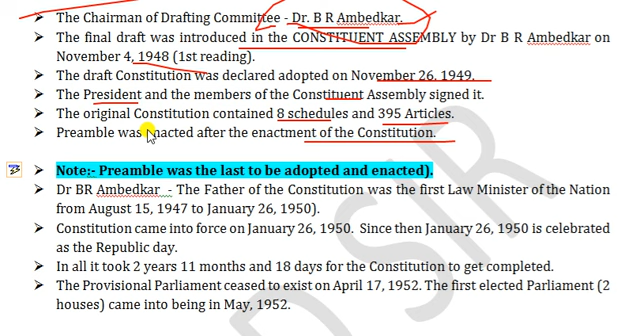 ➤ The Chairman of Drafting Committee - Dr. B R Ambedkar.
➤ The final draft was introduced in the CONSTITUENT ASSEMBLY by Dr B R Ambedkar on
November 4, 1948 (1st reading).
➤ The draft Constitution was declared adopted on November 26, 1949.
➤ The President and the members of the Constituent Assembly signed it.
➤ The original Constitution contained 8 schedules and 395 Articles.
➤ Preamble was enacted after the enactment of the Constitution.
➤ Note:- Preamble was the last to be adopted and enacted).
➤ Dr BR Ambedkar - The Father of the Constitution was the first Law Minister of the Nation
from August 15, 1947 to January 26, 1950).
➤ Constitution came into force on January 26, 1950. Since then January 26, 1950 is celebrated
as the Republic day.
➤ In all it took 2 years 11 months and 18 days for the Constitution to get completed.
➤ The Provisional Parliament ceased to exist on April 17, 1952. The first elected Parliament (2
houses) came into being in May, 1952.
D SIR